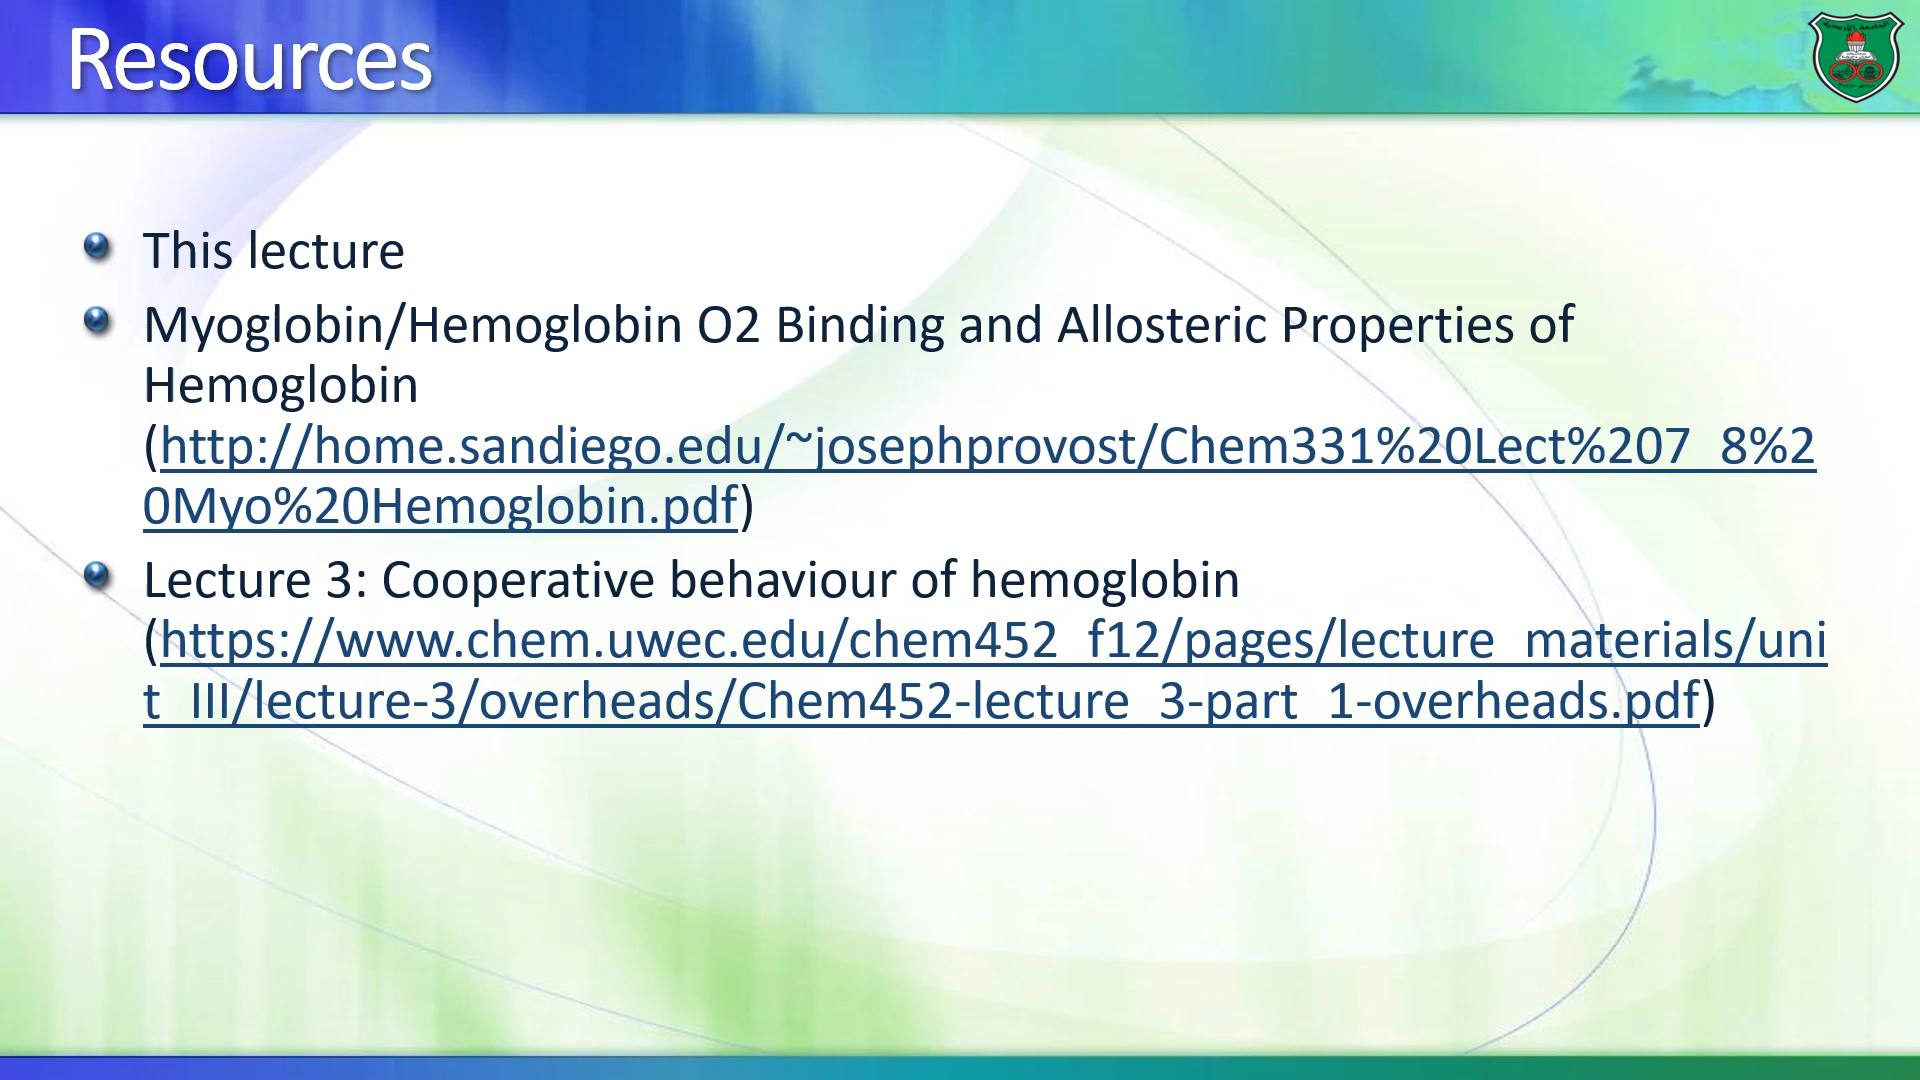 Resources
This lecture
Myoglobin/Hemoglobin O2 Binding and Allosteric Properties of
Hemoglobin
(http://home.sandiego.edu/~josephprovost/Chem331%20Lect%207_8%2
0Myo%20Hemoglobin.pdf)
Lecture 3: Cooperative behaviour of hemoglobin
(https://www.chem.uwec.edu/chem452_f12/pages/lecture_materials/uni
t_III/lecture-3/overheads/Chem452-lecture_3-part_1-overheads.pdf)